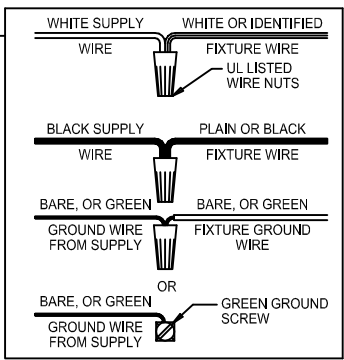 WHITE SUPPLY WHITE OR IDENTIFIED
WIRE FIXTURE WIRE
UL LISTED
WIRE NUTS
BLACK SUPPLY PLAIN OR BLACK
WIRE FIXTURE WIRE
BARE, OR GREEN BARE, OR GREEN
GROUND WIRE FIXTURE GROUND
FROM SUPPLY WIRE
OR
BARE, OR GREEN GREEN GROUND
SCREW
GROUND WIRE
FROM SUPPLY